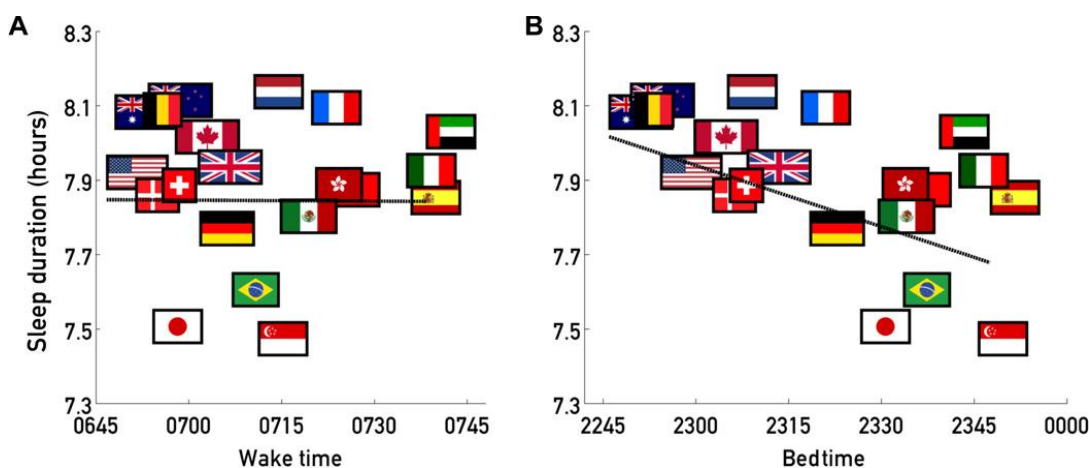 A
Sleep duration (hours)
8.3
8.1
7.9
7.7
7.5
7.3
0645 0700 0715 0730 0745
Wake time
B
8.3
8.1
7.9
7.7
7.5
7.3
2245 2300 2315 2330 2345 0000
Bedtime